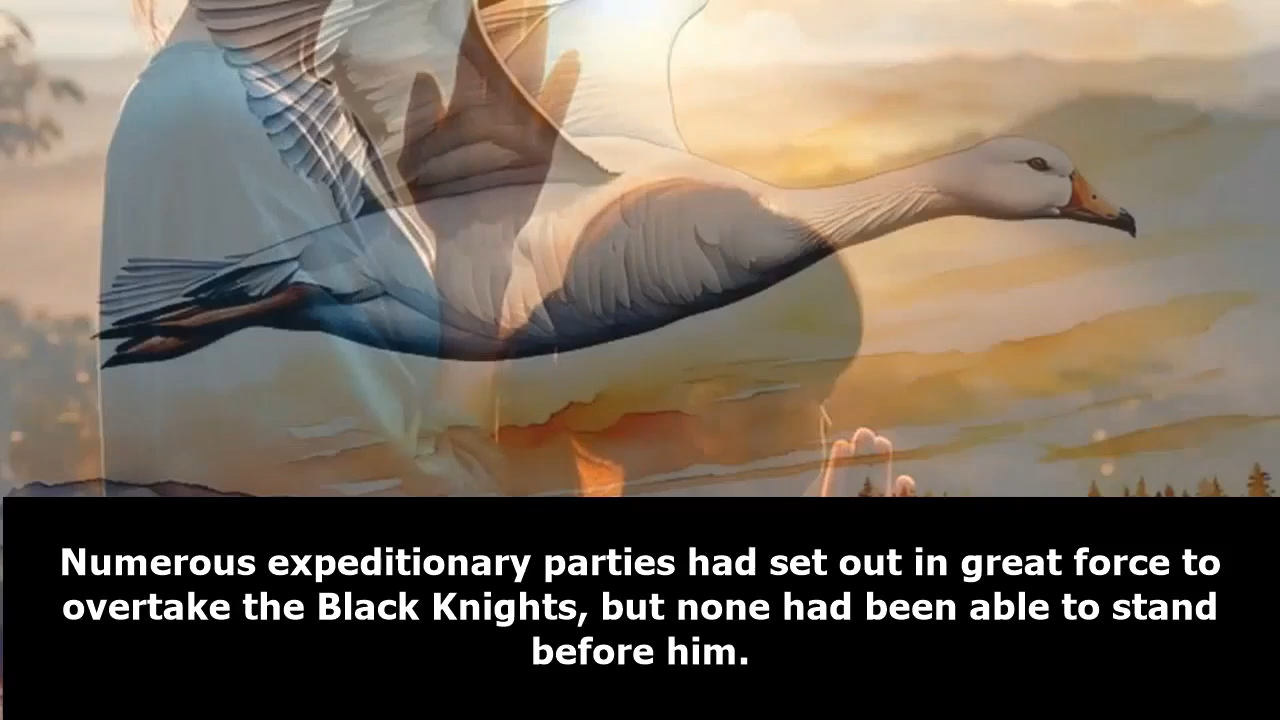 Numerous expeditionary parties had set out in great force to
overtake the Black Knights, but none had been able to stand
before him.